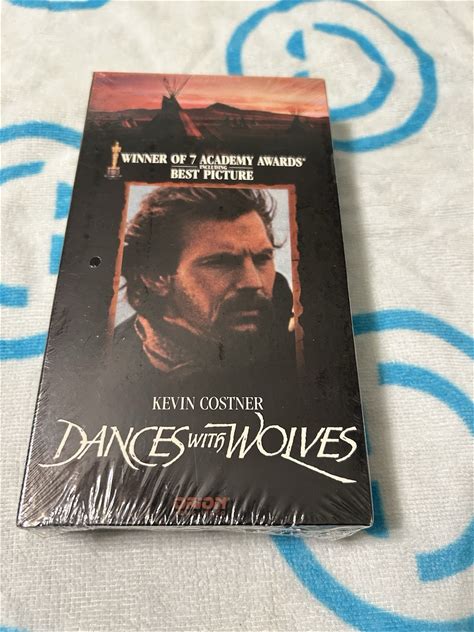 WINNER OF 7 ACADEMY AWARDS®
INCLUDING
BEST PICTURE
KEVIN COSTNER
DANCES WITH WOLVES
ORION